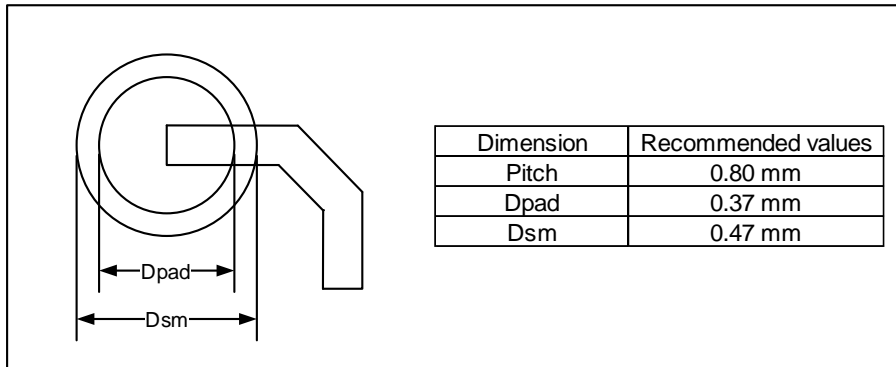 Dpad
Dsm
Dimension Recommended values
Pitch 0.80 mm
Dpad 0.37 mm
Dsm 0.47 mm